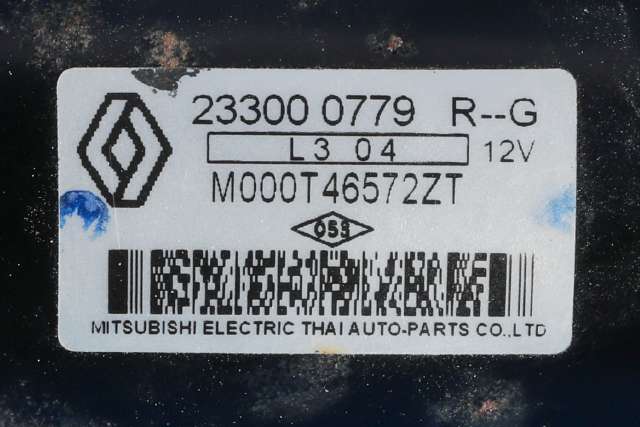 23300 0779 R--G
L3 04 12V
M000T46572ZT
053
MITSUBISHI ELECTRIC THAI AUTO-PARTS CO.,LTD